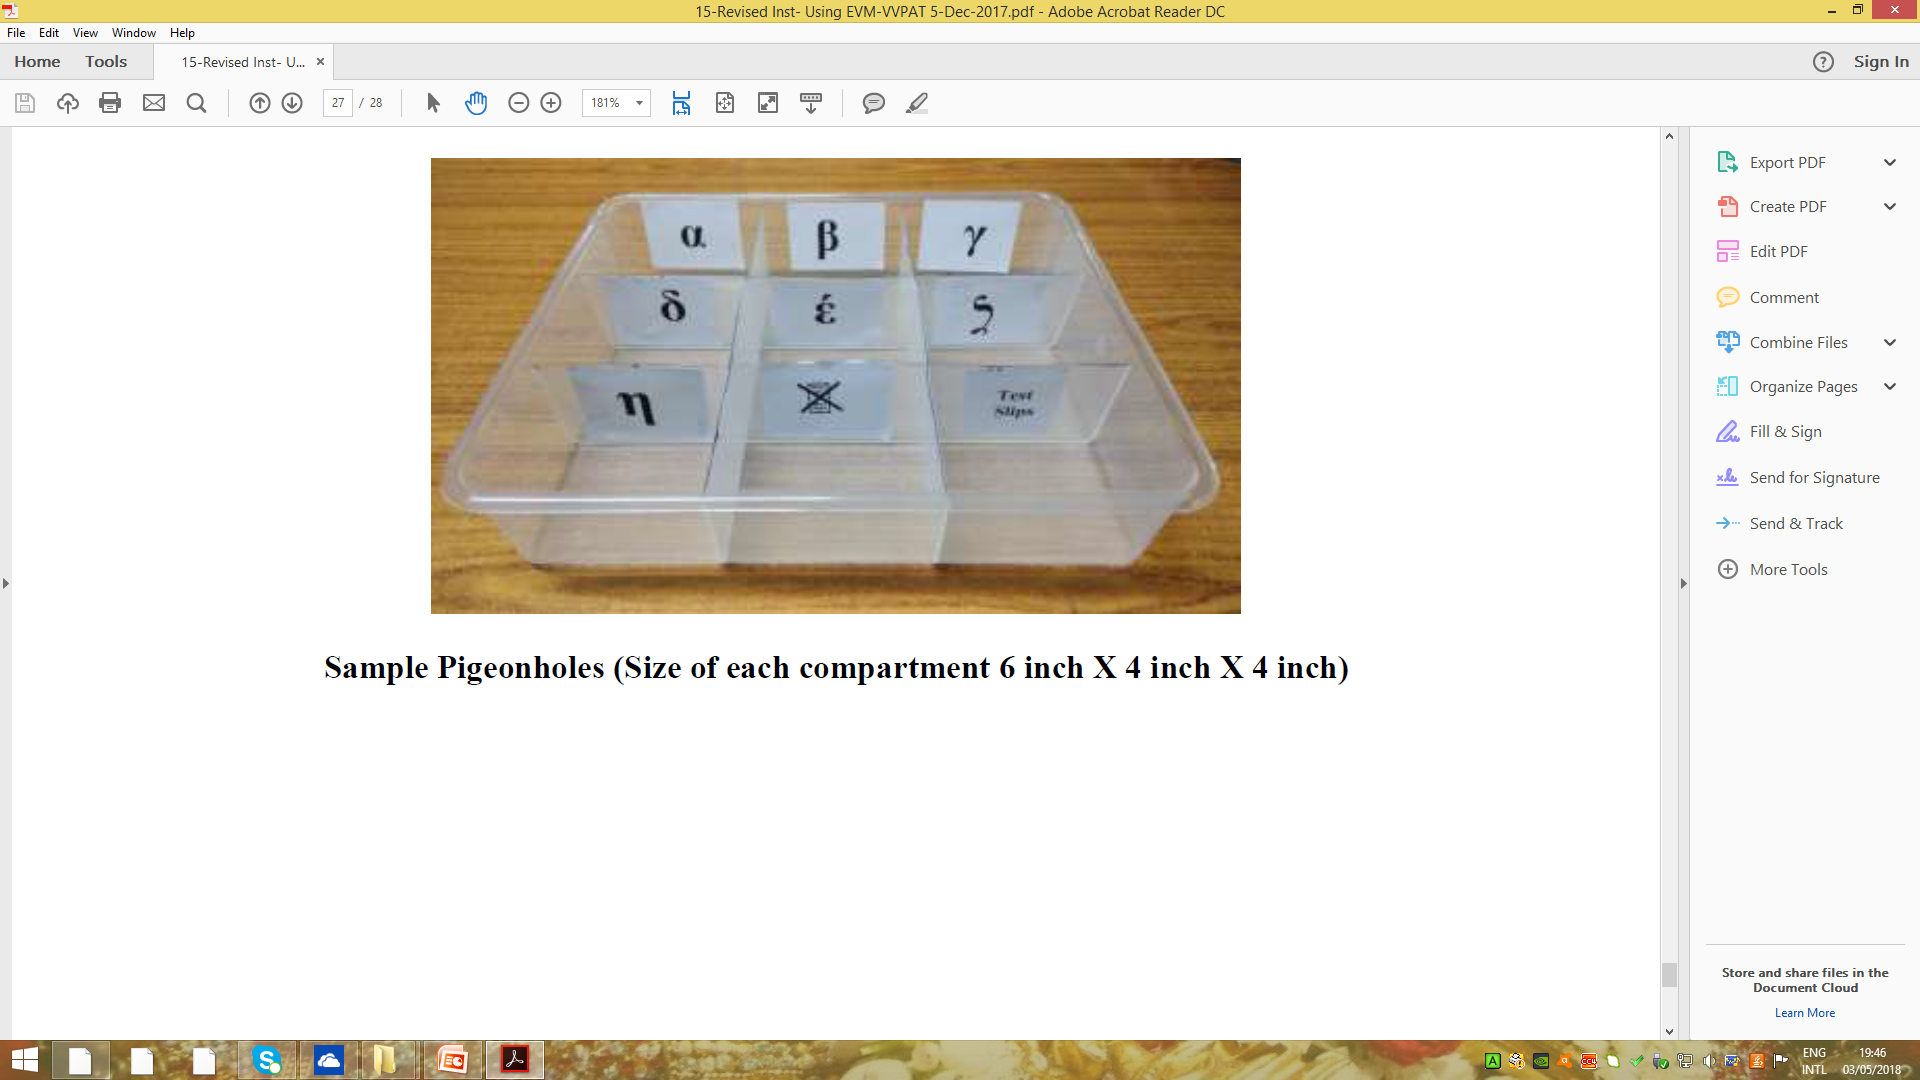 15-Revised Inst- Using EVM-VVPAT 5-Dec-2017.pdf - Adobe Acrobat Reader DC
File Edit View Window Help
Home Tools 15-Revised Inst- U... × Sign In
27 / 28 181%
α β γ
δ έ ς
η Test
Slips
Sample Pigeonholes (Size of each compartment 6 inch X 4 inch X 4 inch)
Export PDF
Create PDF
Edit PDF
Comment
Combine Files
Organize Pages
Fill & Sign
Send for Signature
Send & Track
More Tools
Store and share files in the
Document Cloud
Learn More
ENG 19:46
INTL 03/05/2018